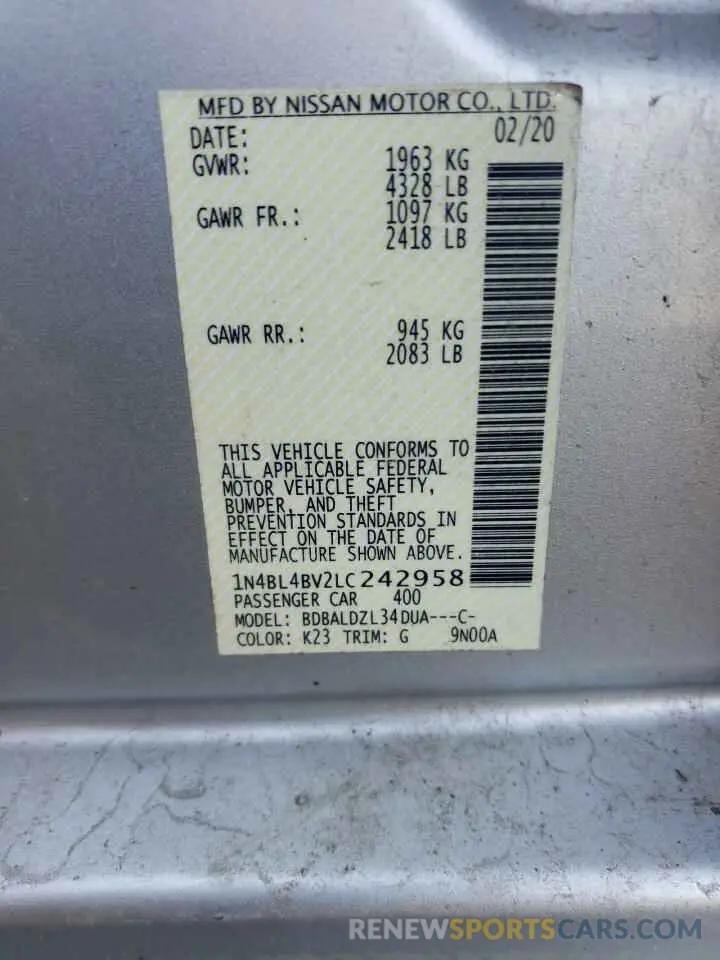 MFD BY NISSAN MOTOR CO., LTD.
DATE: 02/20
GVWR: 1963 KG
4328 LB
GAWR FR.: 1097 KG
2418 LB
GAWR RR.: 945 KG
2083 LB
THIS VEHICLE CONFORMS TO
ALL APPLICABLE FEDERAL
MOTOR VEHICLE SAFETY,
BUMPER, AND THEFT
PREVENTION STANDARDS IN
EFFECT ON THE DATE OF
MANUFACTURE SHOWN ABOVE.
1N4BL4BV2LC242958
PASSENGER CAR 400
MODEL: BDBALDZL34DUA---C-
COLOR: K23 TRIM: G 9N00A
RENEWSPORTSCARS.COM